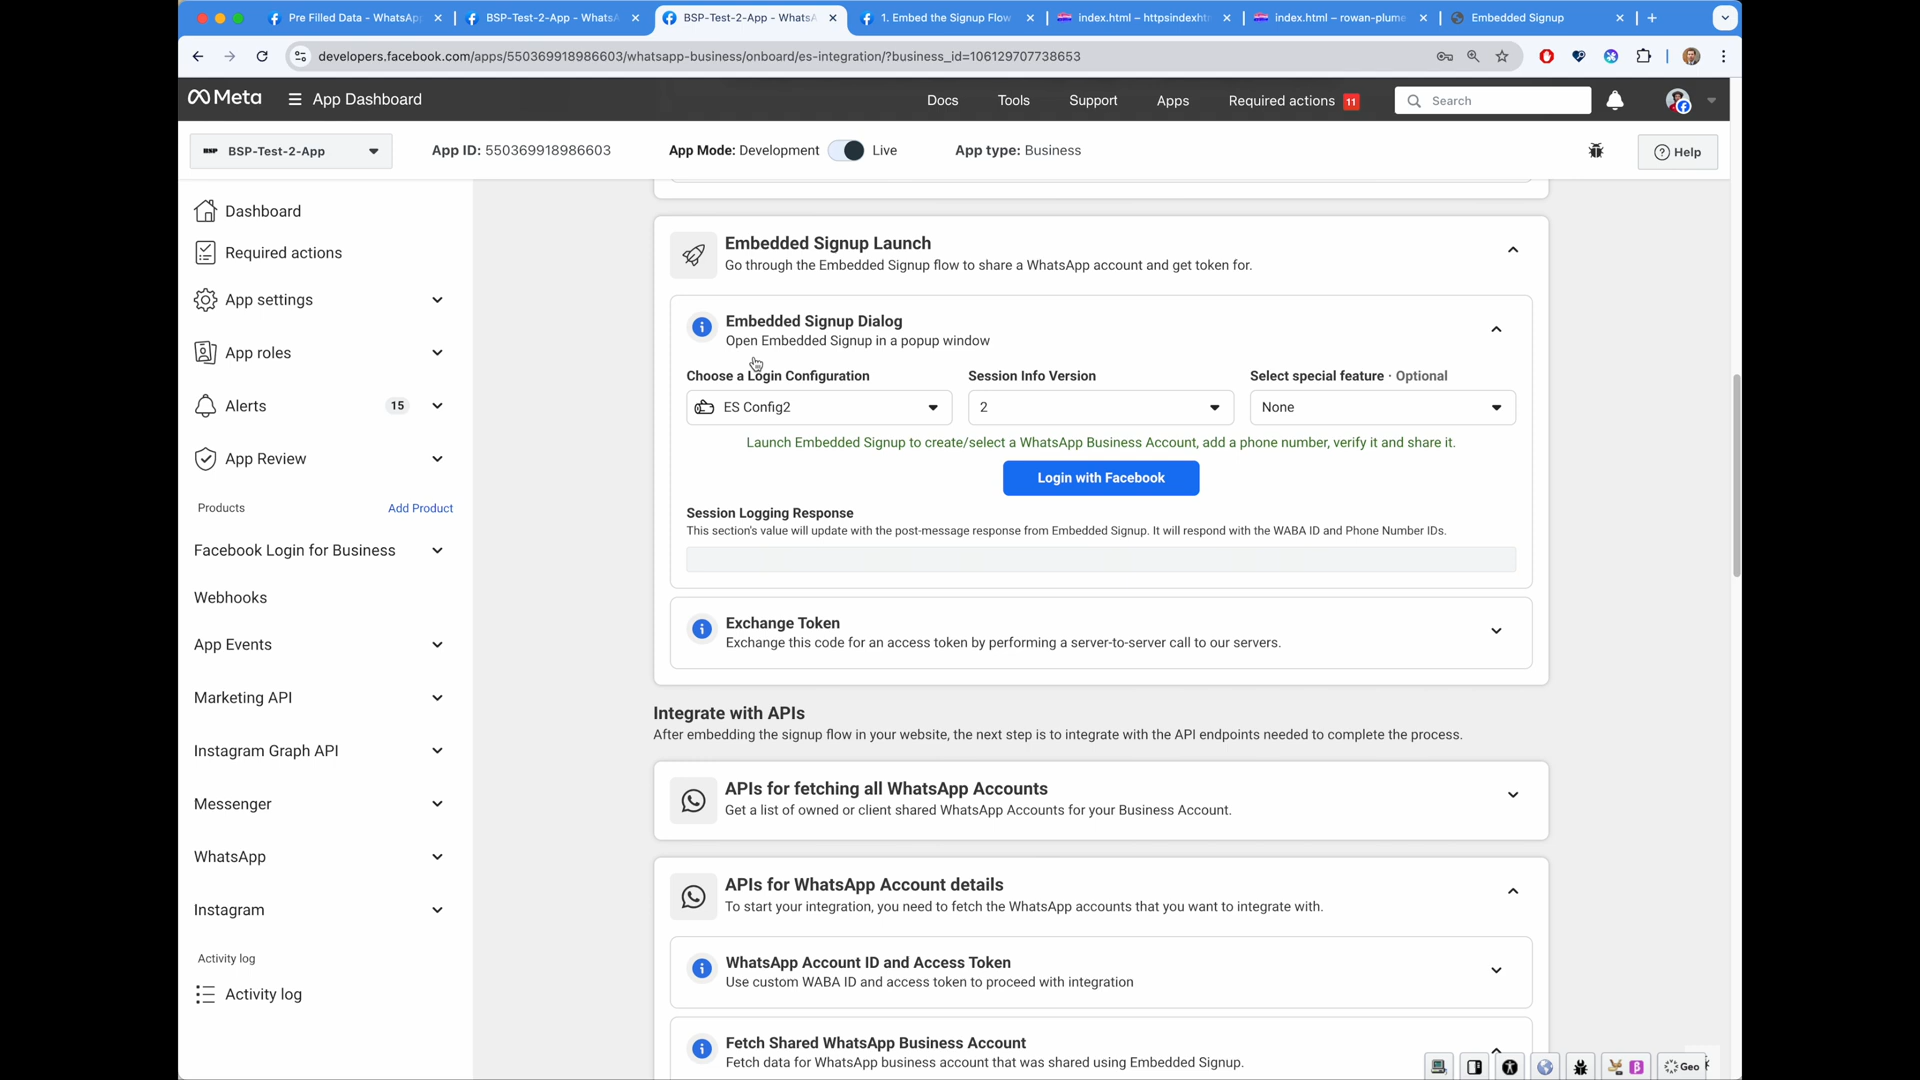 Pre Filled Data - WhatsApp
BSP-Test-2-App - WhatsA
BSP-Test-2-App - WhatsA
1. Embed the Signup Flow
index.html – httpsindexht
index.html – rowan-plume
Embedded Signup
developers.facebook.com/apps/550369918986603/whatsapp-business/onboard/es-integration/?business_id=106129707738653
Meta
App Dashboard
Docs
Tools
Support
Apps
Required actions 11
Search
BSP BSP-Test-2-App
App ID: 550369918986603
App Mode: Development
Live
App type: Business
Help
Dashboard
Required actions
App settings
App roles
Alerts 15
App Review
Products
Add Product
Facebook Login for Business
Webhooks
App Events
Marketing API
Instagram Graph API
Messenger
WhatsApp
Instagram
Activity log
Activity log
Embedded Signup Launch
Go through the Embedded Signup flow to share a WhatsApp account and get token for.
Embedded Signup Dialog
Open Embedded Signup in a popup window
Choose a Login Configuration
Session Info Version
Select special feature · Optional
ES Config2
2
None
Launch Embedded Signup to create/select a WhatsApp Business Account, add a phone number, verify it and share it.
Login with Facebook
Session Logging Response
This section's value will update with the post-message response from Embedded Signup. It will respond with the WABA ID and Phone Number IDs.
Exchange Token
Exchange this code for an access token by performing a server-to-server call to our servers.
Integrate with APIs
After embedding the signup flow in your website, the next step is to integrate with the API endpoints needed to complete the process.
APIs for fetching all WhatsApp Accounts
Get a list of owned or client shared WhatsApp Accounts for your Business Account.
APIs for WhatsApp Account details
To start your integration, you need to fetch the WhatsApp accounts that you want to integrate with.
WhatsApp Account ID and Access Token
Use custom WABA ID and access token to proceed with integration
Fetch Shared WhatsApp Business Account
Fetch data for WhatsApp business account that was shared using Embedded Signup.
Geo